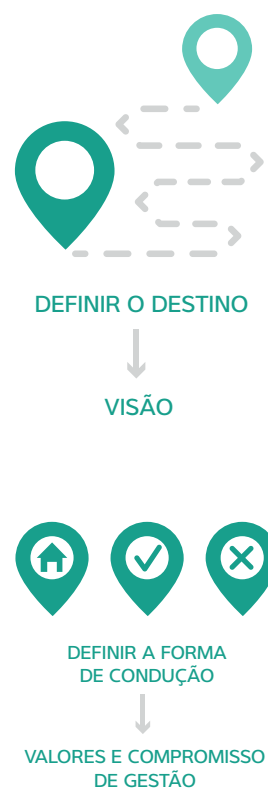 DEFINIR O DESTINO
VISÃO
DEFINIR A FORMA
DE CONDUÇÃO
VALORES E COMPROMISSO
DE GESTÃO